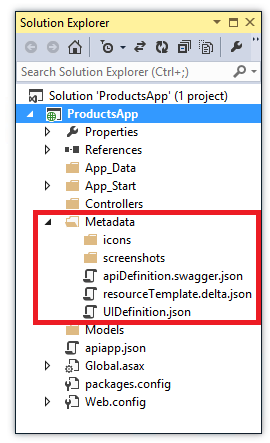 Solution Explorer
Search Solution Explorer (Ctrl+;)
Solution 'ProductsApp' (1 project)
ProductsApp
Properties
References
App_Data
App_Start
Controllers
Metadata
icons
screenshots
apiDefinition.swagger.json
resourceTemplate.delta.json
UIDefinition.json
Models
apiapp.json
Global.asax
packages.config
Web.config